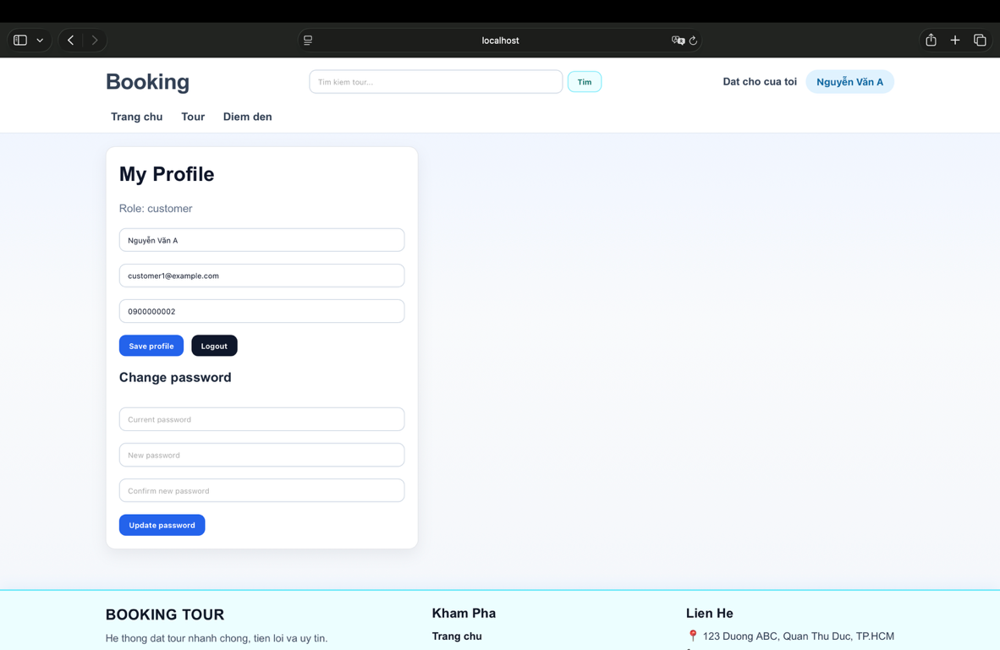 localhost
Booking
Tim kiem tour...
Tim
Dat cho cua toi
Nguyễn Văn A
Trang chu
Tour
Diem den
My Profile
Role: customer
Nguyễn Văn A
customer1@example.com
0900000002
Save profile
Logout
Change password
Current password
New password
Confirm new password
Update password
BOOKING TOUR
He thong dat tour nhanh chong, tien loi va uy tin.
Kham Pha
Trang chu
Lien He
📍 123 Duong ABC, Quan Thu Duc, TP.HCM